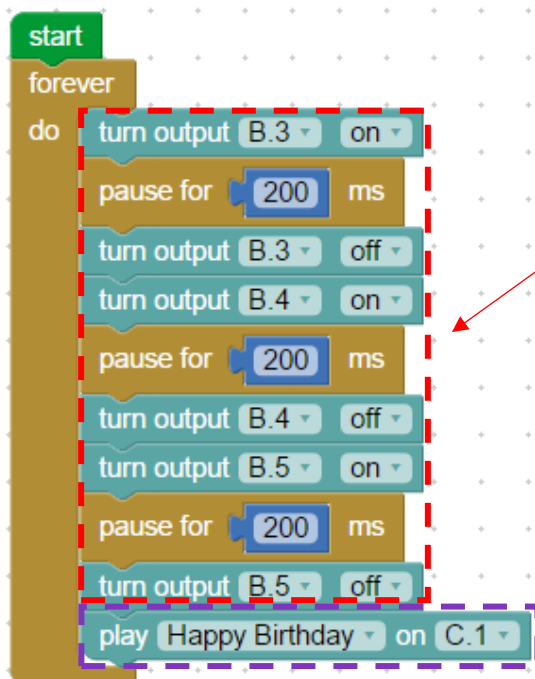 start
forever
do turn output B.3 on
pause for 200 ms
turn output B.3 off
turn output B.4 on
pause for 200 ms
turn output B.4 off
turn output B.5 on
pause for 200 ms
turn output B.5 off
play Happy Birthday on C.1